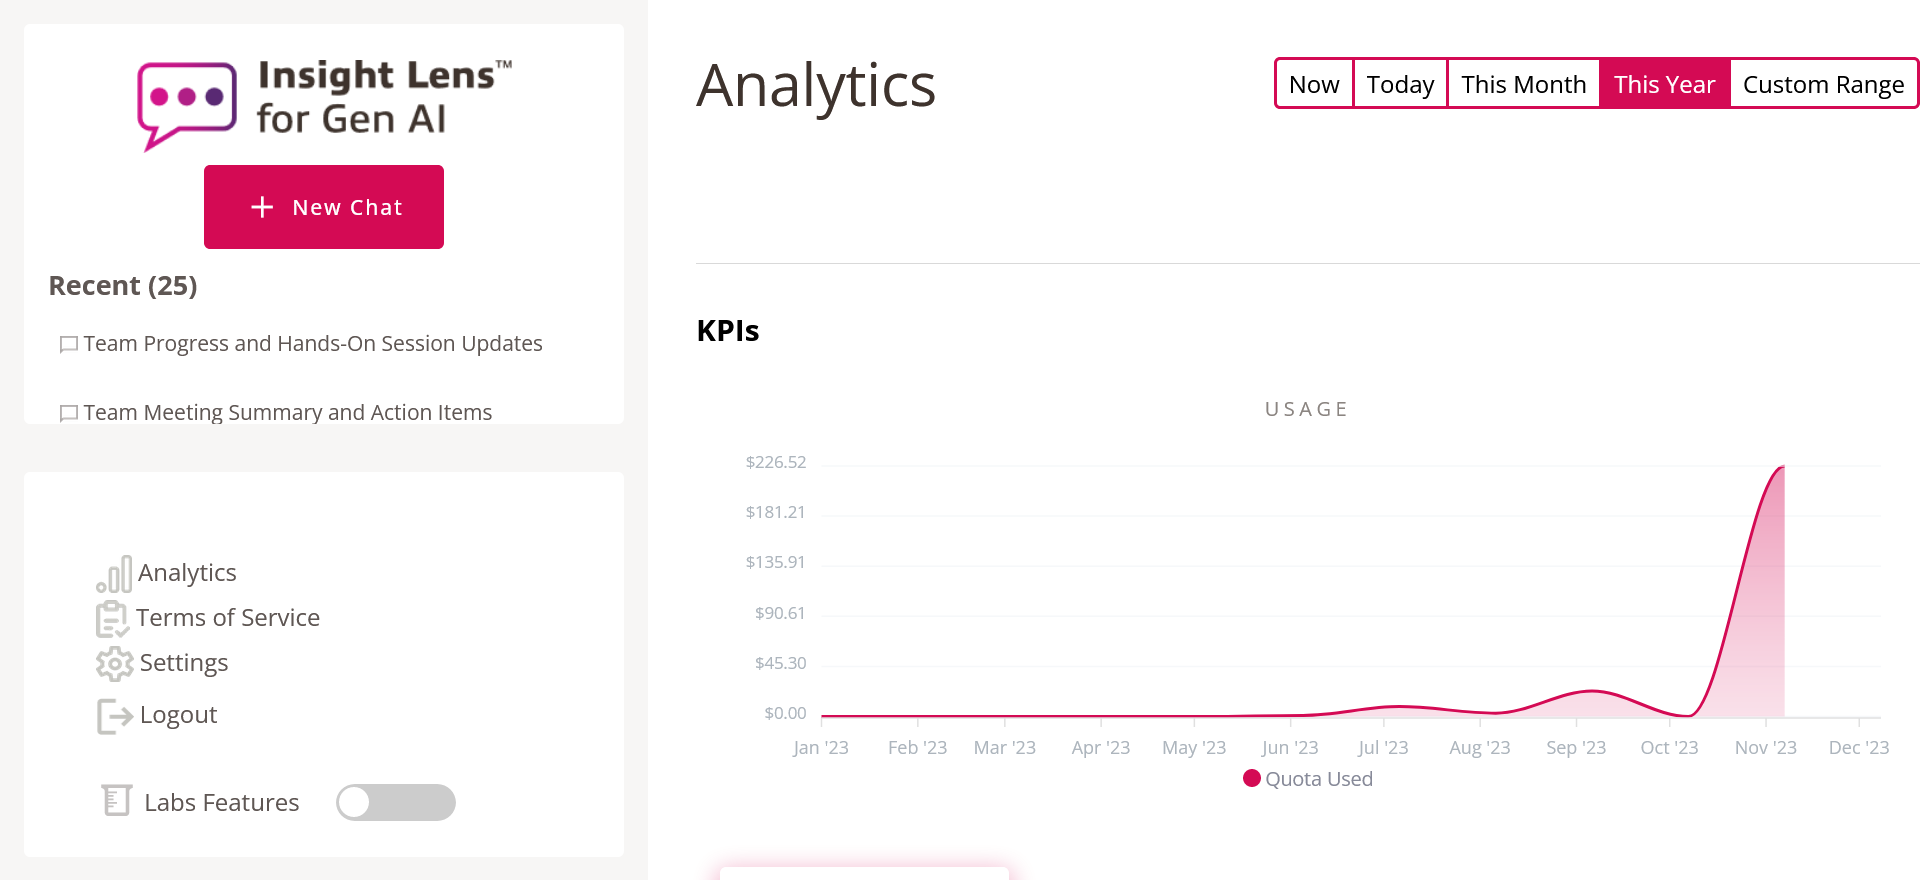 Insight Lens™
for Gen AI
New Chat
Recent (25)
Team Progress and Hands-On Session Updates
Team Meeting Summary and Action Items
Analytics
Terms of Service
Settings
Logout
Labs Features
Analytics
Now Today This Month This Year Custom Range
KPIs
USAGE
$226.52
$181.21
$135.91
$90.61
$45.30
$0.00
Jan '23 Feb '23 Mar '23 Apr '23 May '23 Jun '23 Jul '23 Aug '23 Sep '23 Oct '23 Nov '23 Dec '23
Quota Used